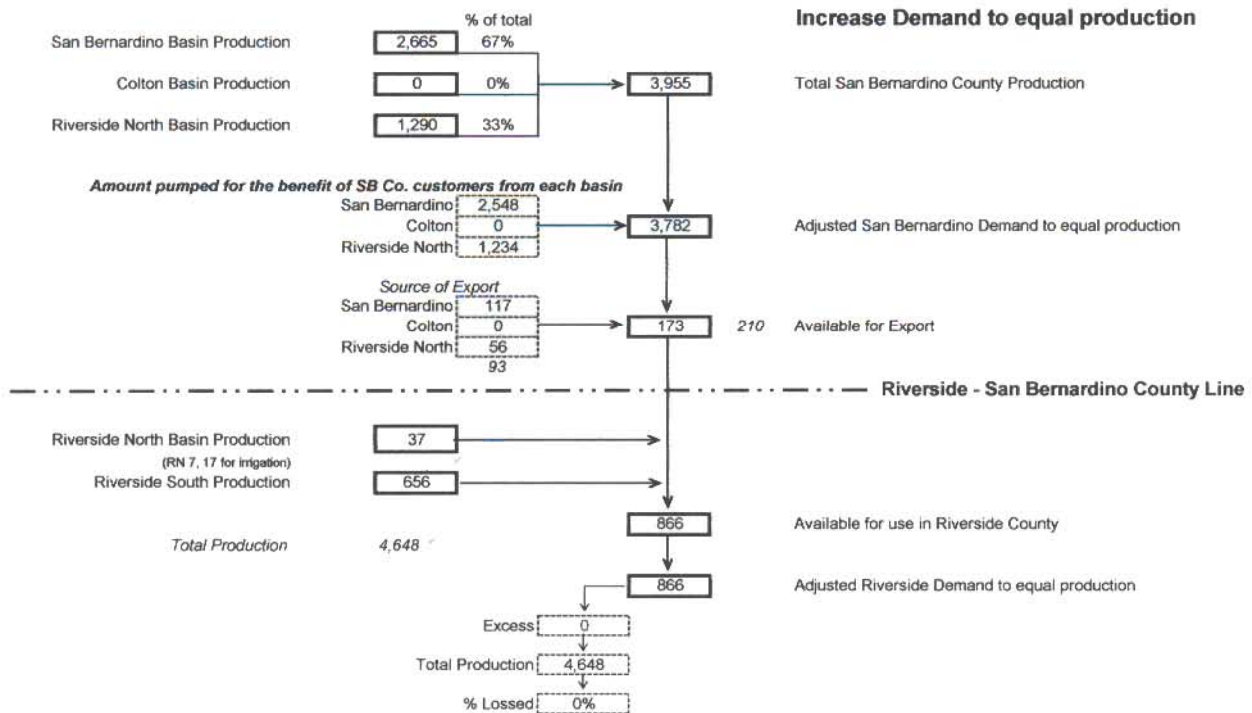 % of total
Increase Demand to equal production
San Bernardino Basin Production 2,665 67%
Colton Basin Production 0 0% 3,955 Total San Bernardino County Production
Riverside North Basin Production 1,290 33%
Amount pumped for the benefit of SB Co. customers from each basin
San Bernardino 2,548
Colton 0 3,782 Adjusted San Bernardino Demand to equal production
Riverside North 1,234
Source of Export
San Bernardino 117
Colton 0 173 210 Available for Export
Riverside North 56
93
Riverside - San Bernardino County Line
Riverside North Basin Production 37
(RN 7, 17 for irrigation)
Riverside South Production 656
866 Available for use in Riverside County
Total Production 4,648
866 Adjusted Riverside Demand to equal production
Excess 0
Total Production 4,648
% Lossed 0%